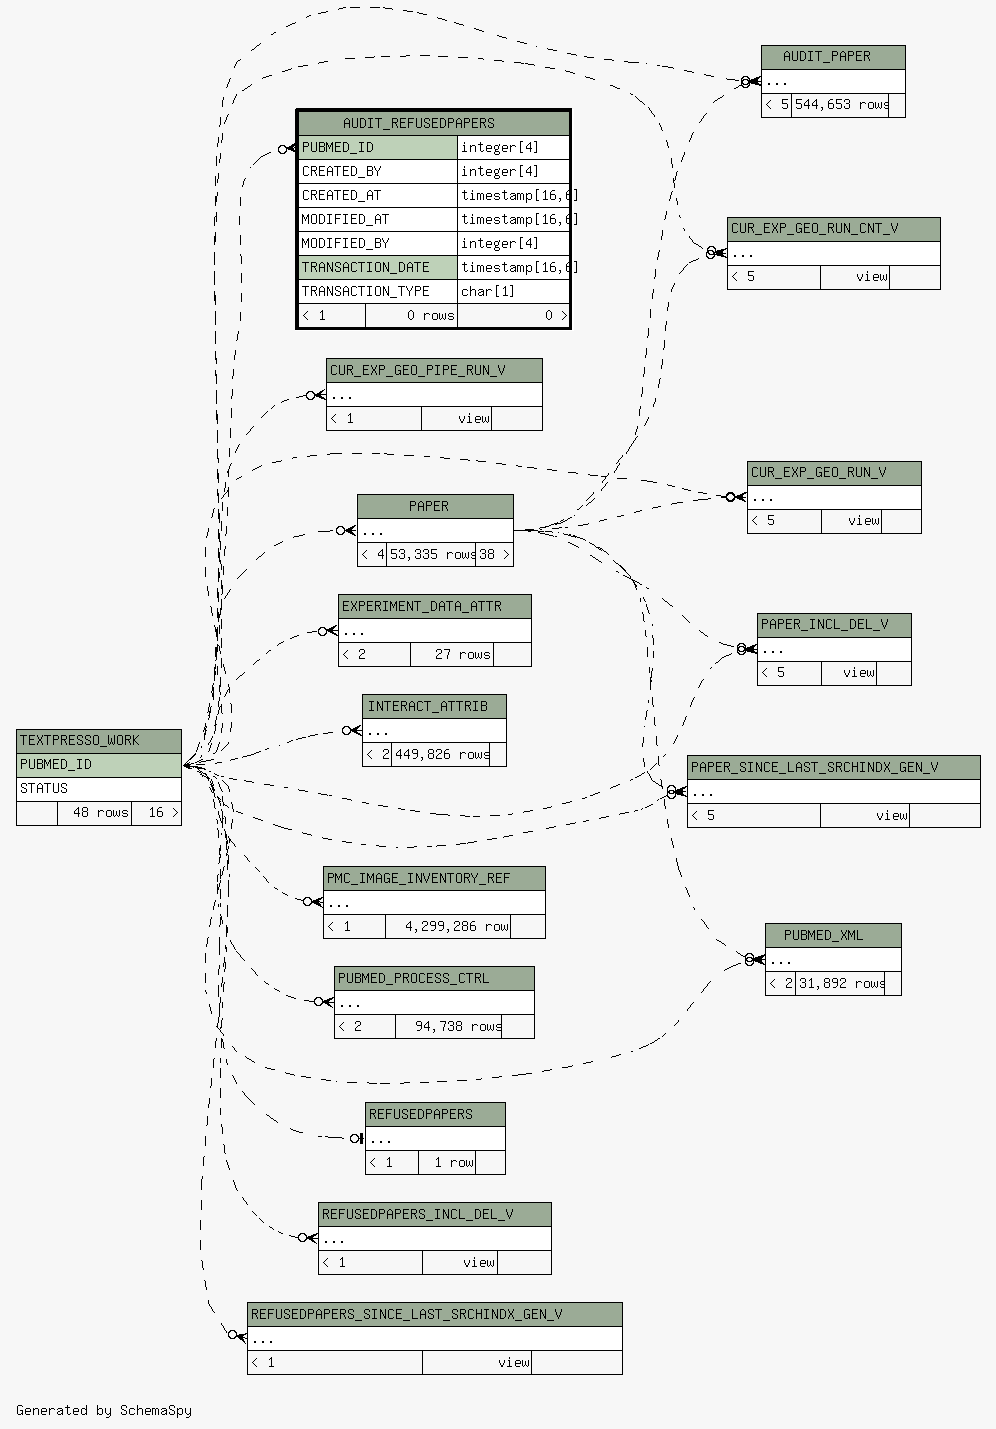 AUDIT_PAPER
...
< 5 544,653 rows
AUDIT_REFUSEDPAPERS
PUBMED_ID integer[4]
CREATED_BY integer[4]
CREATED_AT timestamp[16,6]
MODIFIED_AT timestamp[16,6]
MODIFIED_BY integer[4]
TRANSACTION_DATE timestamp[16,6]
TRANSACTION_TYPE char[1]
< 1 0 rows 0 >
CUR_EXP_GEO_RUN_CNT_V
...
< 5 view
CUR_EXP_GEO_PIPE_RUN_V
...
< 1 view
CUR_EXP_GEO_RUN_V
...
< 5 view
PAPER
...
< 4 53,335 rows 38 >
EXPERIMENT_DATA_ATTR
...
< 2 27 rows
PAPER_INCL_DEL_V
...
< 5 view
INTERACT_ATTRIB
...
< 2 449,826 rows
TEXTPRESSO_WORK
PUBMED_ID
STATUS
48 rows 16 >
PAPER_SINCE_LAST_SRCHINDX_GEN_V
...
< 5 view
PMC_IMAGE_INVENTORY_REF
...
< 1 4,299,286 row
PUBMED_XML
...
< 2 31,892 rows
PUBMED_PROCESS_CTRL
...
< 2 94,738 rows
REFUSEDPAPERS
...
< 1 1 row
REFUSEDPAPERS_INCL_DEL_V
...
< 1 view
REFUSEDPAPERS_SINCE_LAST_SRCHINDX_GEN_V
...
< 1 view
Generated by SchemaSpy